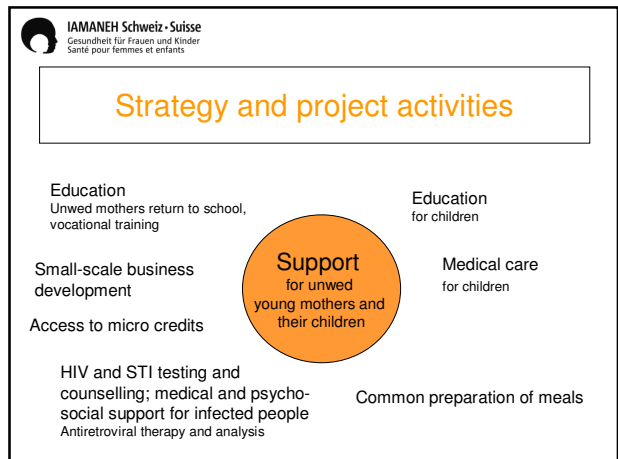 IAMANEH Schweiz • Suisse
Gesundheit für Frauen und Kinder
Santé pour femmes et enfants
Strategy and project activities
Education
Unwed mothers return to school,
vocational training
Small-scale business
development
Access to micro credits
HIV and STI testing and
counselling; medical and psycho-
social support for infected people
Antiretroviral therapy and analysis
Support
for unwed
young mothers and
their children
Education
for children
Medical care
for children
Common preparation of meals